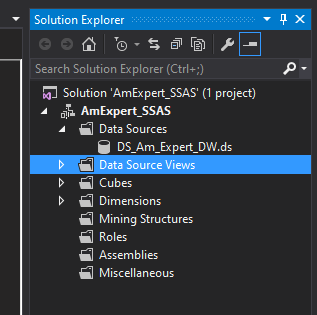 Solution Explorer
Search Solution Explorer (Ctrl+;)
Solution 'AmExpert_SSAS' (1 project)
AmExpert_SSAS
Data Sources
DS_Am_Expert_DW.ds
Data Source Views
Cubes
Dimensions
Mining Structures
Roles
Assemblies
Miscellaneous